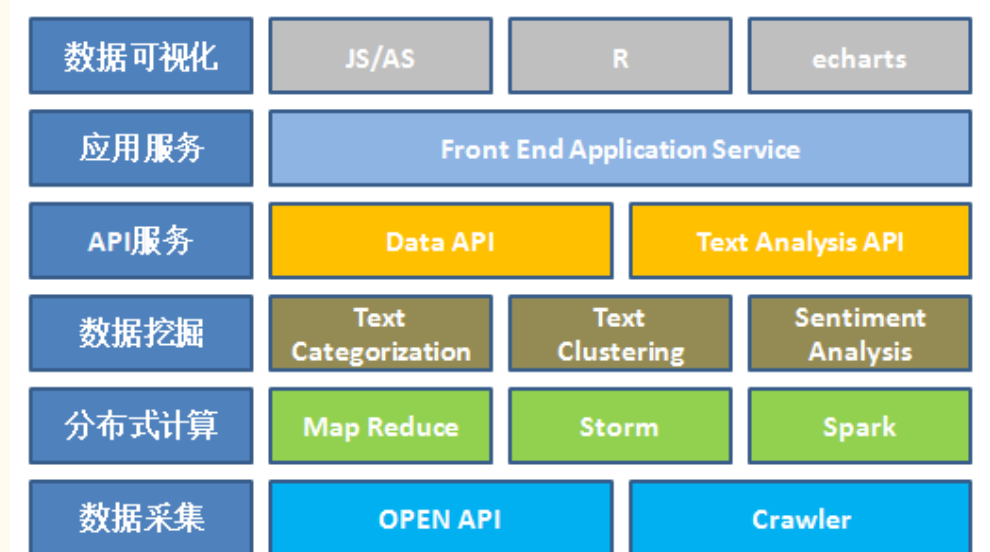 数据可视化
JS/AS
R
echarts
应用服务
Front End Application Service
API服务
Data API
Text Analysis API
数据挖掘
Text
Categorization
Text
Clustering
Sentiment
Analysis
分布式计算
Map Reduce
Storm
Spark
数据采集
OPEN API
Crawler